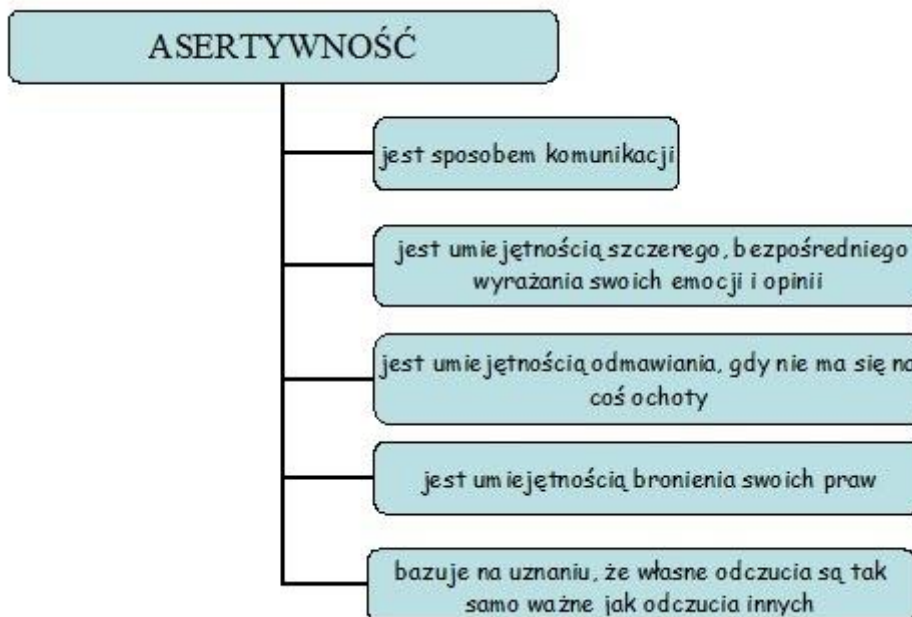 ASERTYWNOŚĆ
jest sposobem komunikacji
jest umiejętnością szczerego, bezpośredniego
wyrażania swoich emocji i opinii
jest umiejętnością odmawiania, gdy nie ma się na
coś ochoty
jest umiejętnością bronienia swoich praw
bazuje na uznaniu, że własne odczucia są tak
samo ważne jak odczucia innych